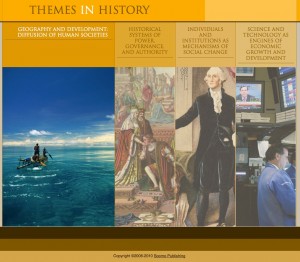 THEMES IN HISTORY
GEOGRAPHY AND DEVELOPMENT:
DIFFUSION OF HUMAN SOCIETIES
HISTORICAL
SYSTEMS OF
POWER,
GOVERNANCE
AND AUTHORITY
INDIVIDUALS
AND
INSTITUTIONS AS
MECHANISMS OF
SOCIAL CHANGE
SCIENCE AND
TECHNOLOGY AS
ENGINES OF
ECONOMIC
GROWTH AND
DEVELOPMENT
Copyright ©2009-2010 Sourox Publishing